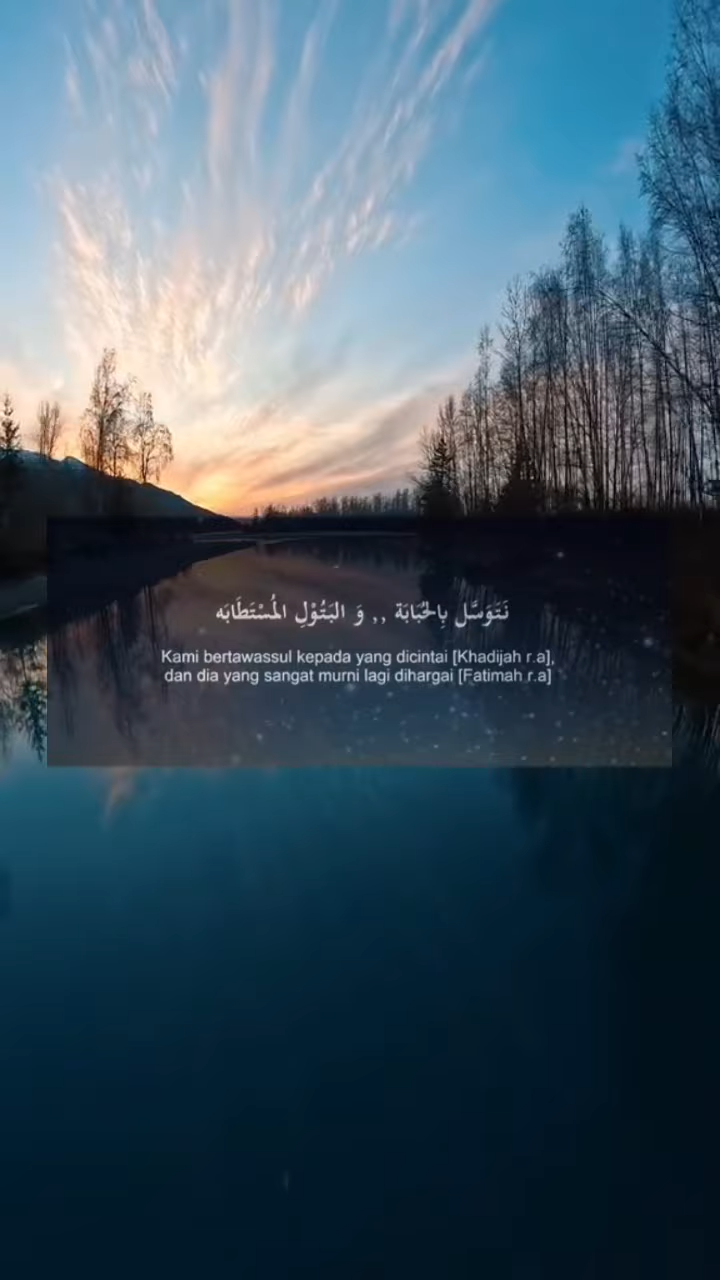 نَتَوَسَّل بِالحُبَابَة ,, وَ البَتُوْلِ المُسْتَطَابَه
Kami bertawassul kepada yang dicintai [Khadijah r.a],
dan dia yang sangat murni lagi dihargai [Fatimah r.a]